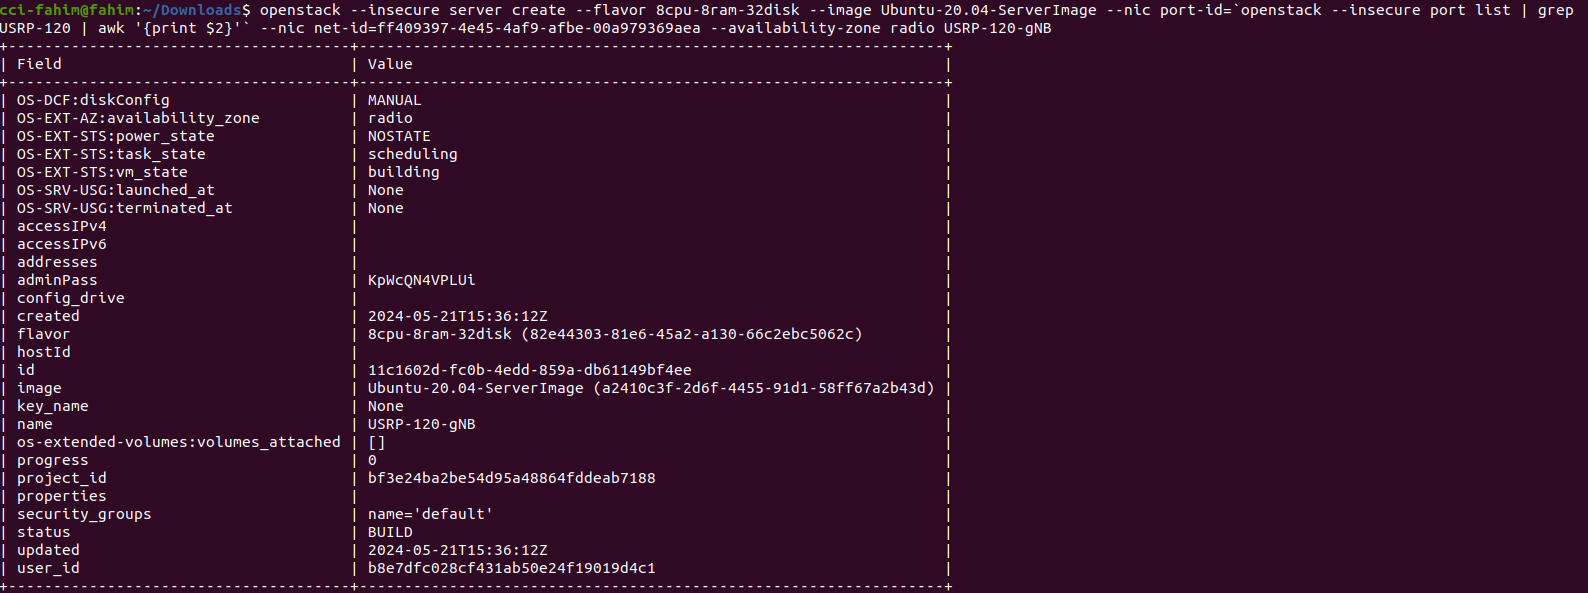 cci-fahim@fahim:~/Downloads$ openstack --insecure server create --flavor 8cpu-8ram-32disk --image Ubuntu-20.04-ServerImage --nic port-id=`openstack --insecure port list | grep
USRP-120 | awk '{print $2}'` --nic net-id=ff409397-4e45-4af9-afbe-00a979369aea --availability-zone radio USRP-120-gNB
+--------------------------------------+-----------------------------------------------------------------+
| Field                                | Value                                                           |
+--------------------------------------+-----------------------------------------------------------------+
| OS-DCF:diskConfig                    | MANUAL                                                          |
| OS-EXT-AZ:availability_zone          | radio                                                           |
| OS-EXT-STS:power_state               | NOSTATE                                                         |
| OS-EXT-STS:task_state                | scheduling                                                      |
| OS-EXT-STS:vm_state                  | building                                                        |
| OS-SRV-USG:launched_at               | None                                                            |
| OS-SRV-USG:terminated_at             | None                                                            |
| accessIPv4                           |                                                                 |
| accessIPv6                           |                                                                 |
| addresses                            |                                                                 |
| adminPass                            | KpWcQN4VPLUi                                                    |
| config_drive                         |                                                                 |
| created                              | 2024-05-21T15:36:12Z                                            |
| flavor                               | 8cpu-8ram-32disk (82e44303-81e6-45a2-a130-66c2ebc5062c)         |
| hostId                               |                                                                 |
| id                                   | 11c1602d-fc0b-4edd-859a-db61149bf4ee                            |
| image                                | Ubuntu-20.04-ServerImage (a2410c3f-2d6f-4455-91d1-58ff67a2b43d) |
| key_name                             | None                                                            |
| name                                 | USRP-120-gNB                                                    |
| os-extended-volumes:volumes_attached | []                                                              |
| progress                             | 0                                                               |
| project_id                           | bf3e24ba2be54d95a48864fddeab7188                                |
| properties                           |                                                                 |
| security_groups                      | name='default'                                                  |
| status                               | BUILD                                                           |
| updated                              | 2024-05-21T15:36:12Z                                            |
| user_id                              | b8e7dfc028cf431ab50e24f19019d4c1                                |
+--------------------------------------+-----------------------------------------------------------------+